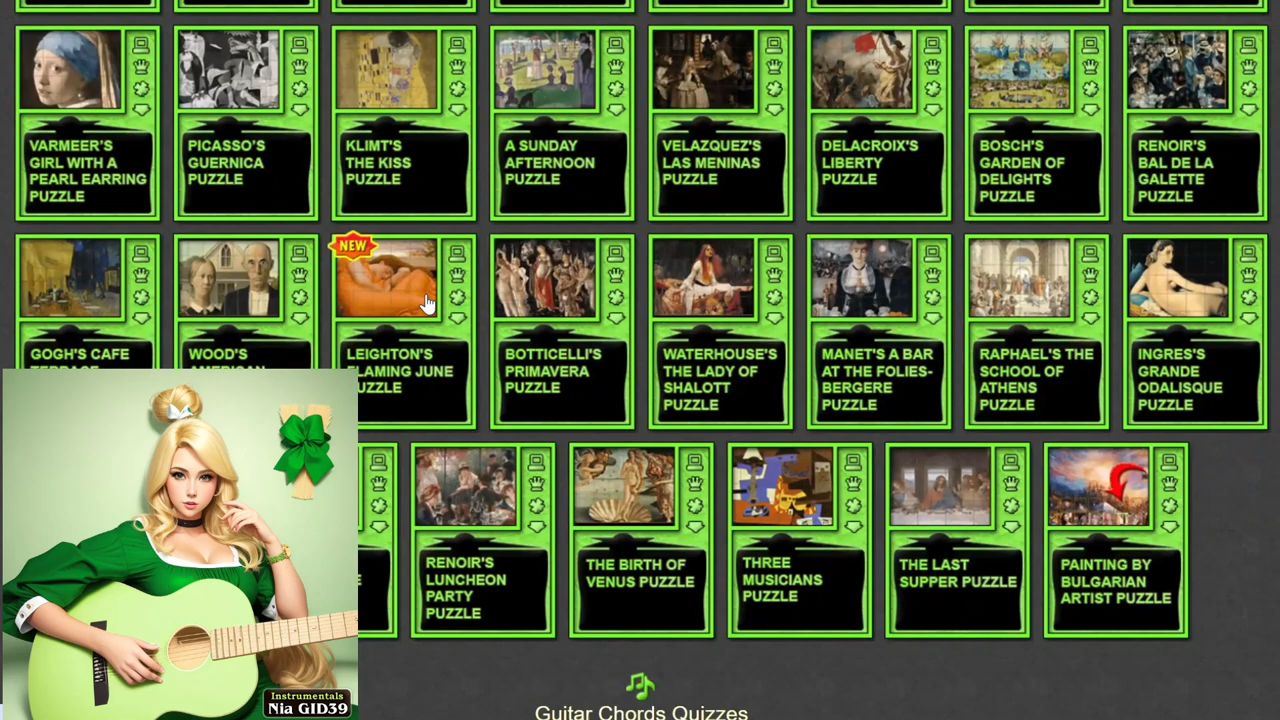 VARMEER'S
GIRL WITH A
PEARL EARRING
PUZZLE
PICASSO'S
GUERNICA
PUZZLE
KLIMT'S
THE KISS
PUZZLE
A SUNDAY
AFTERNOON
PUZZLE
VELAZQUEZ'S
LAS MENINAS
PUZZLE
DELACROIX'S
LIBERTY
PUZZLE
BOSCH'S
GARDEN OF
DELIGHTS
PUZZLE
RENOIR'S
BAL DE LA
GALETTE
PUZZLE
GOGH'S CAFE
WOOD'S
NEW
LEIGHTON'S
FLAMING JUNE
PUZZLE
BOTTICELLI'S
PRIMAVERA
PUZZLE
WATERHOUSE'S
THE LADY OF
SHALOTT
PUZZLE
MANET'S A BAR
AT THE FOLIES-
BERGERE
PUZZLE
RAPHAEL'S THE
SCHOOL OF
ATHENS
PUZZLE
INGRES'S
GRANDE
ODALISQUE
PUZZLE
RENOIR'S
LUNCHEON
PARTY
PUZZLE
THE BIRTH OF
VENUS PUZZLE
THREE
MUSICIANS
PUZZLE
THE LAST
SUPPER PUZZLE
PAINTING BY
BULGARIAN
ARTIST PUZZLE
Instrumentals
Nia GID39
Guitar Chords Quizzes